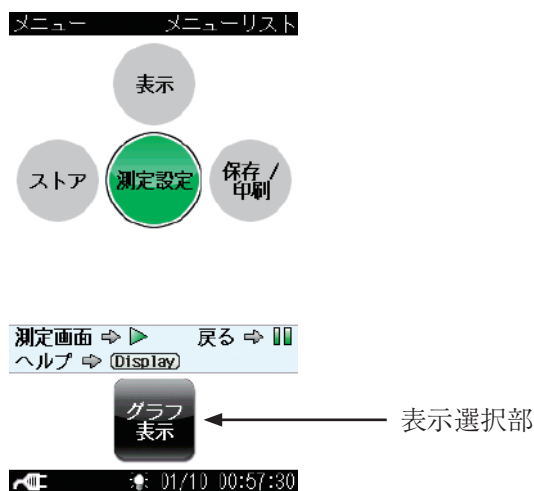 メニュー メニューリスト
表示
ストア
測定設定
保存 /
印刷
測定画面 ⇨ ▷ 戻る ⇨ ▯▯
ヘルプ ⇨ (Display)
グラフ
表示
表示選択部
01/10 00:57:30